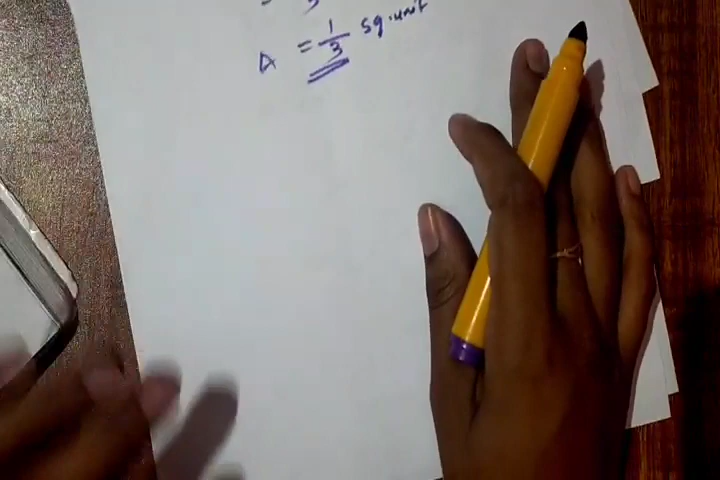 =
A = 1/3 sq.unit